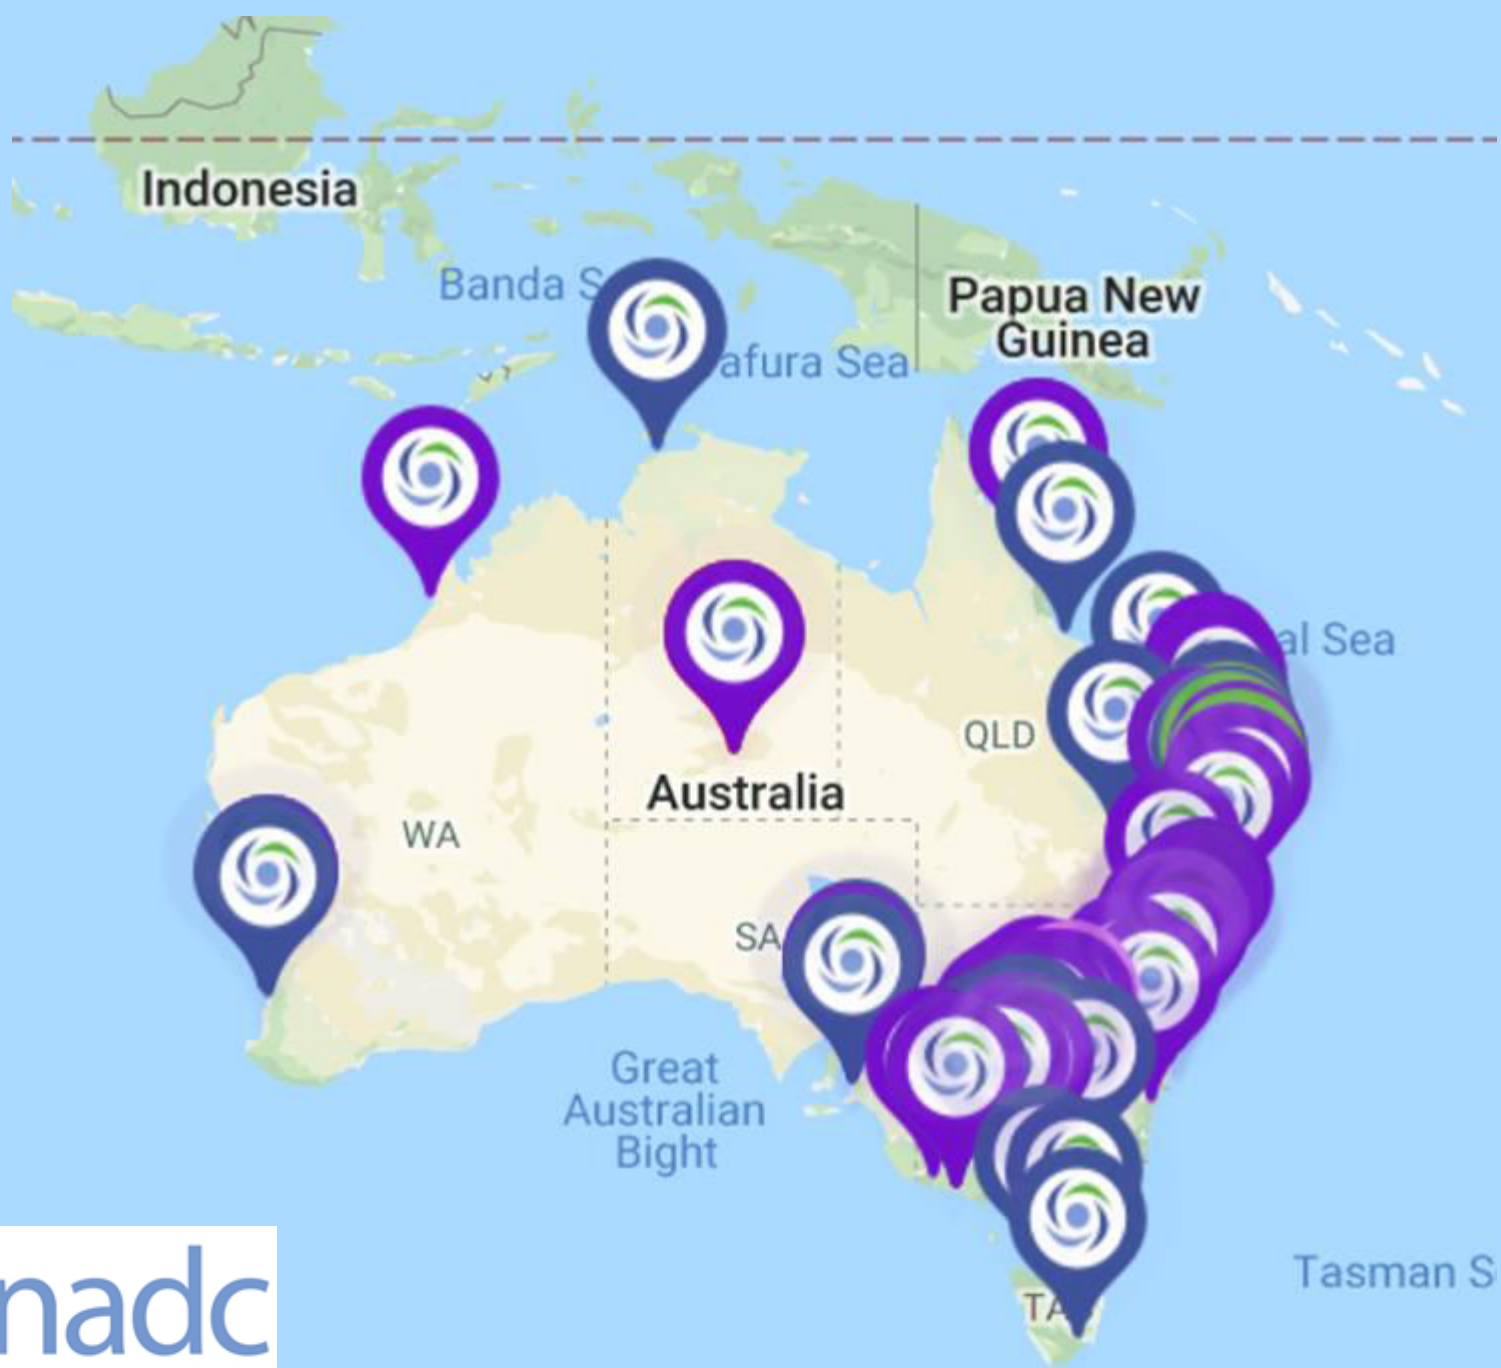 Indonesia
Banda S
afura Sea
Papua New
Guinea
al Sea
QLD
Australia
WA
SA
Great
Australian
Bight
Tasman S
TA
nadc